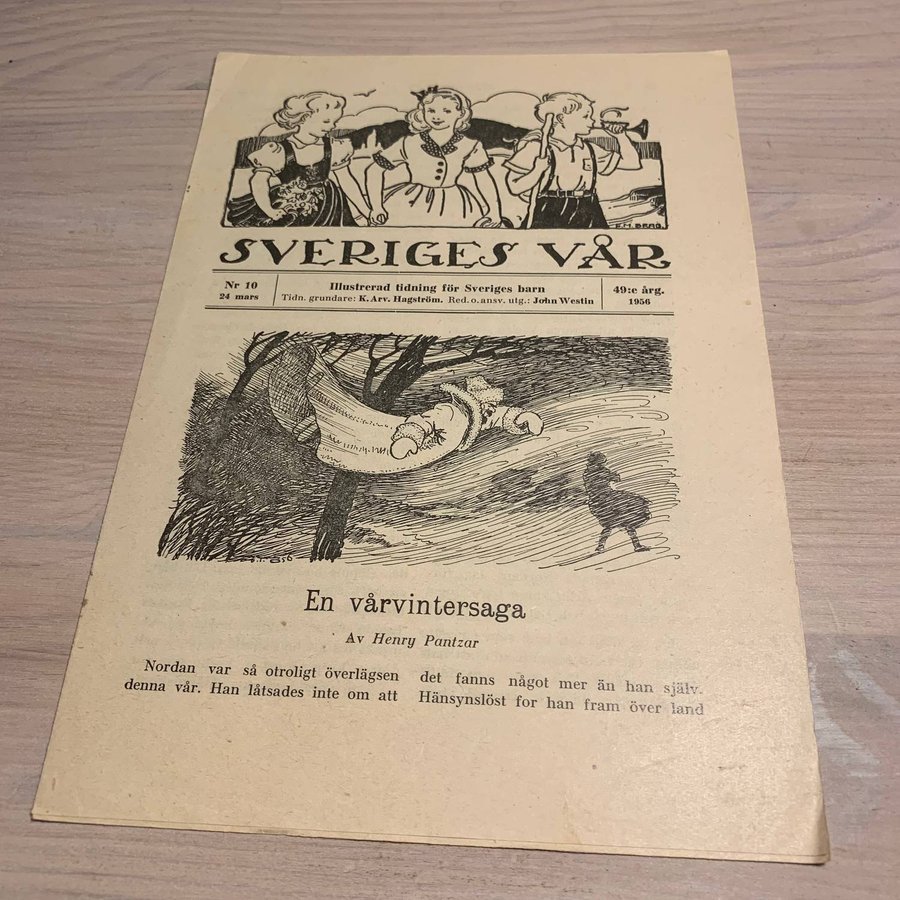 E.M. BERG.
SVERIGES VÅR
Nr 10
24 mars
Illustrerad tidning för Sveriges barn
Tidn. grundare: K. Arv. Hagström. Red. o. ansv. utg.: John Westin
49:e årg.
1956
En vårvintersaga
Av Henry Pantzar
Nordan var så otroligt överlägsen
denna vår. Han låtsades inte om att
det fanns något mer än han själv.
Hänsynslöst for han fram över land